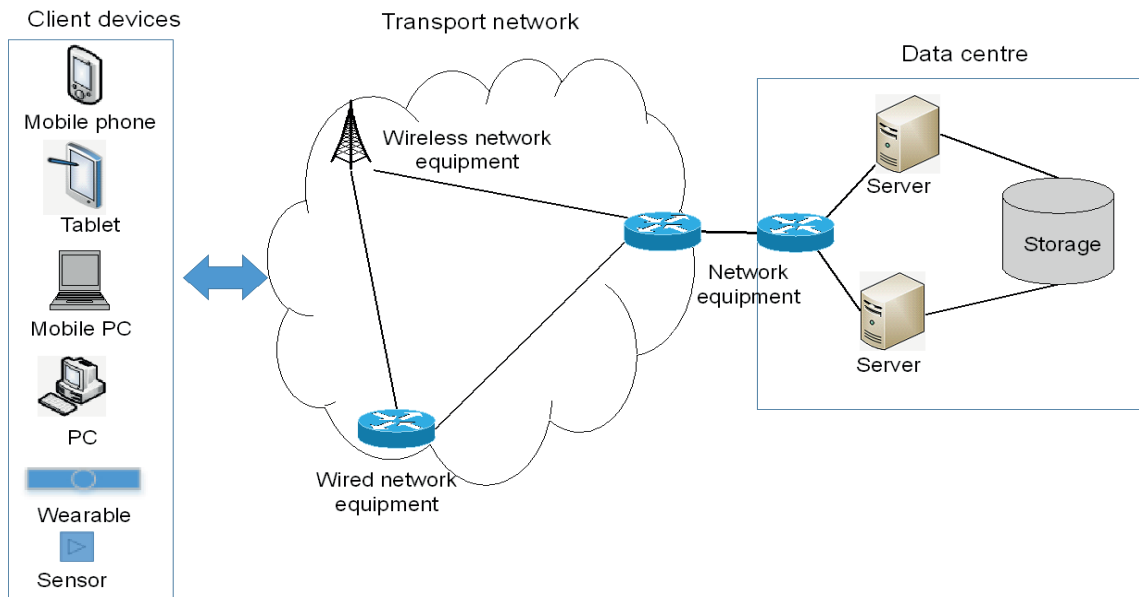 Client devices
Mobile phone
Tablet
Mobile PC
PC
Wearable
Sensor
Transport network
Wireless network
equipment
Wired network
equipment
Network
equipment
Data centre
Server
Storage
Server